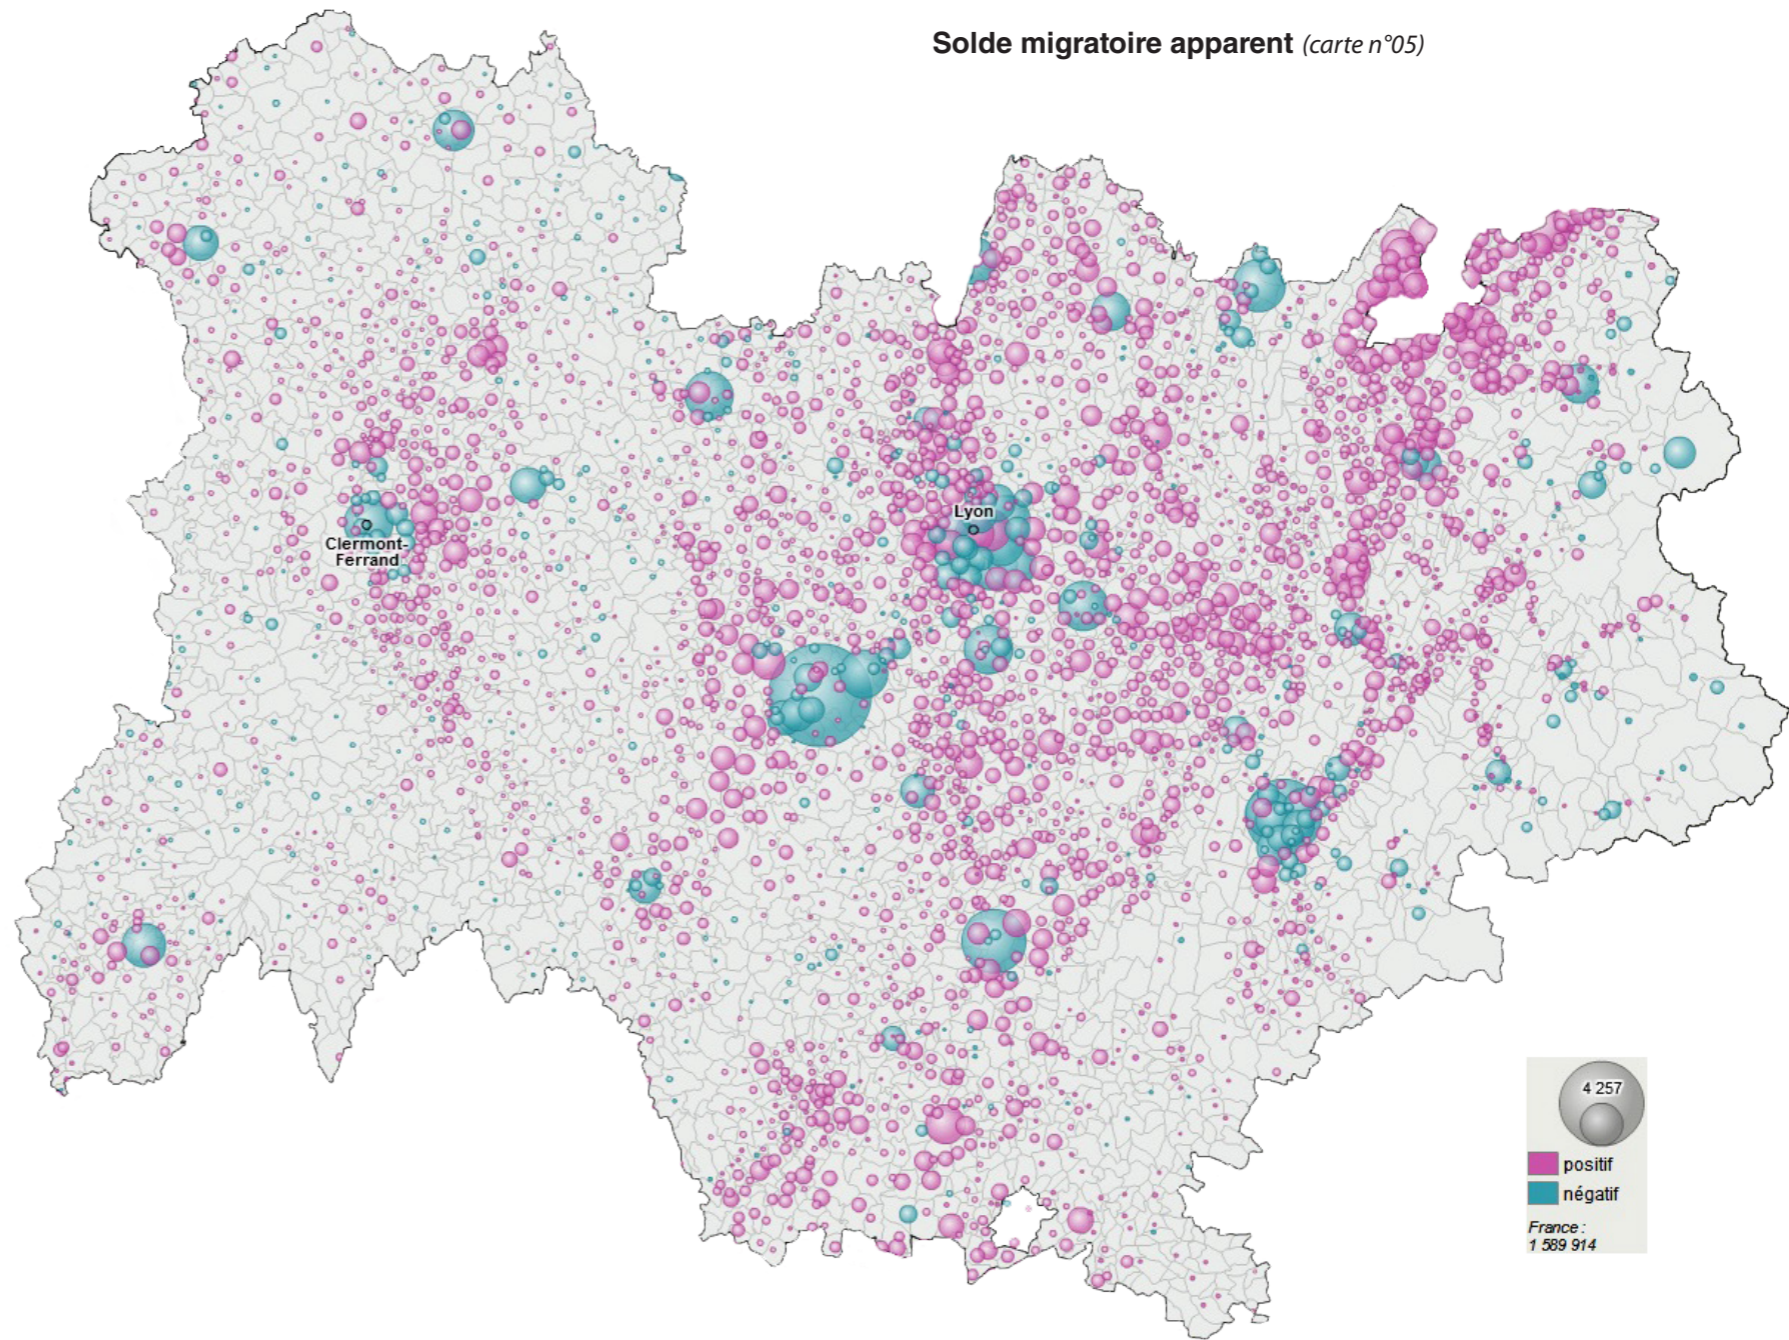 Solde migratoire apparent (carte n°05)
Lyon
Clermont-
Ferrand
4 257
positif
négatif
France :
1 589 914